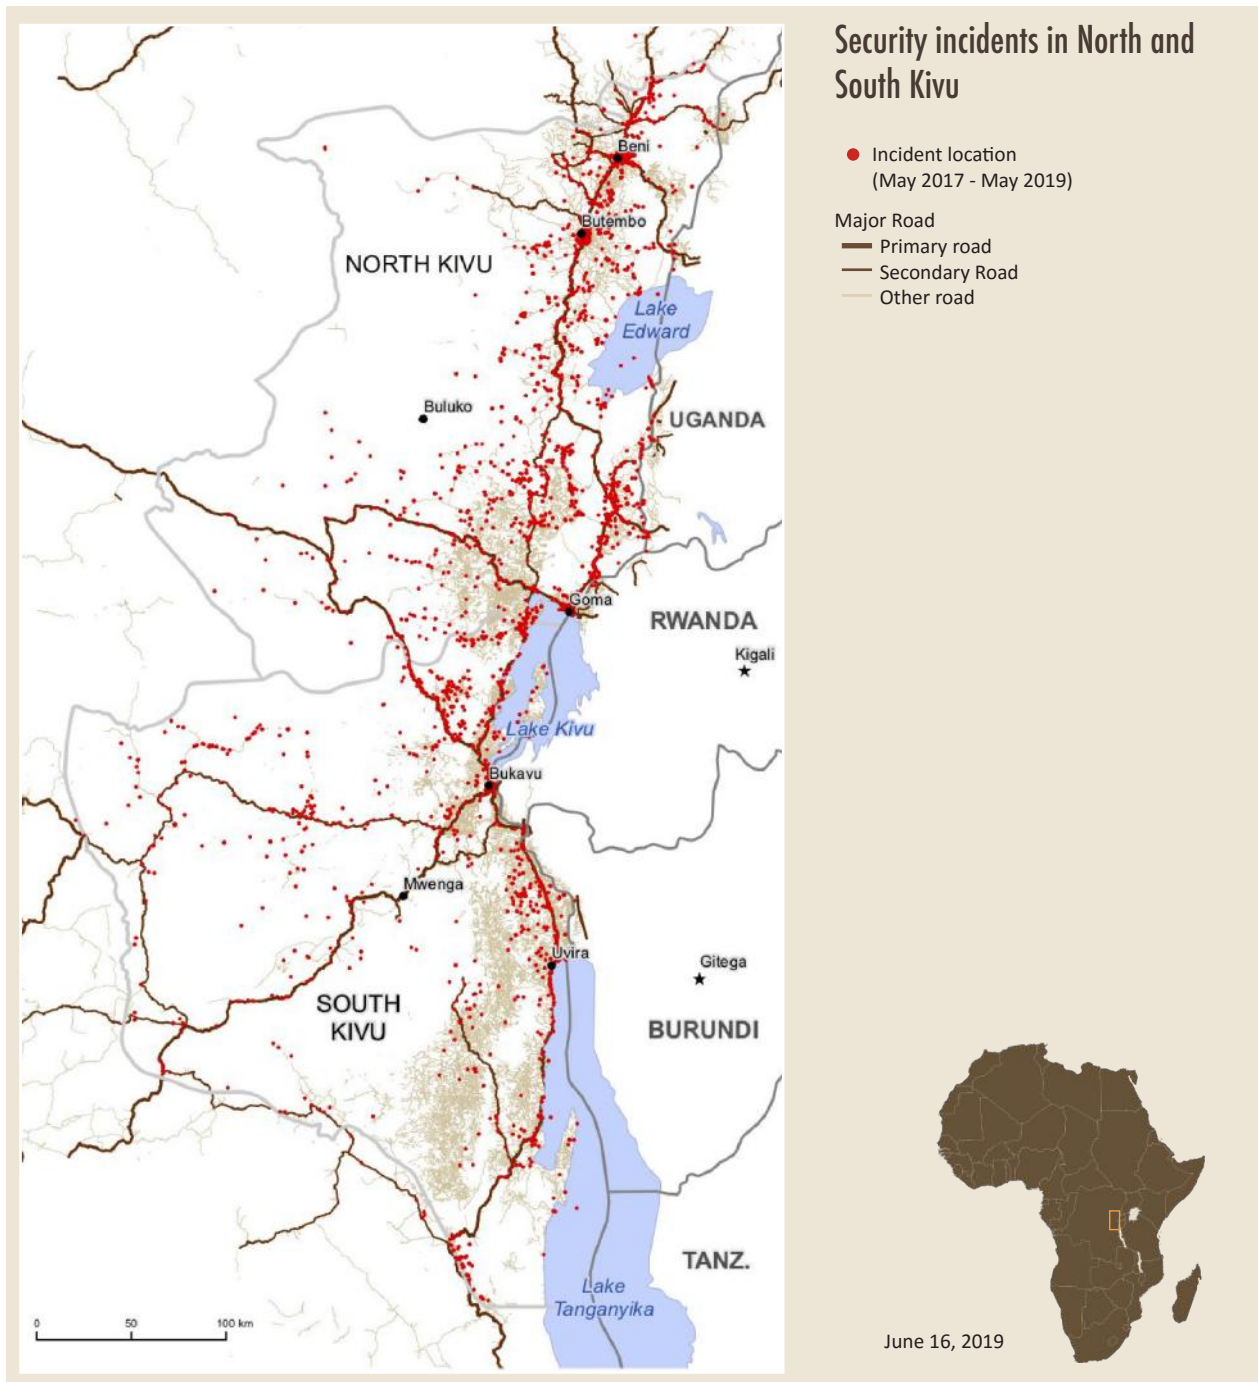 Security incidents in North and
South Kivu
Incident location
(May 2017 - May 2019)
Major Road
Primary road
Secondary Road
Other road
Beni
Butembo
NORTH KIVU
Lake
Edward
Buluko
UGANDA
Goma
RWANDA
Kigali
Lake Kivu
Bukavu
Mwenga
Uvira
Gitega
SOUTH
KIVU
BURUNDI
TANZ.
Lake
Tanganyika
0 50 100 km
June 16, 2019